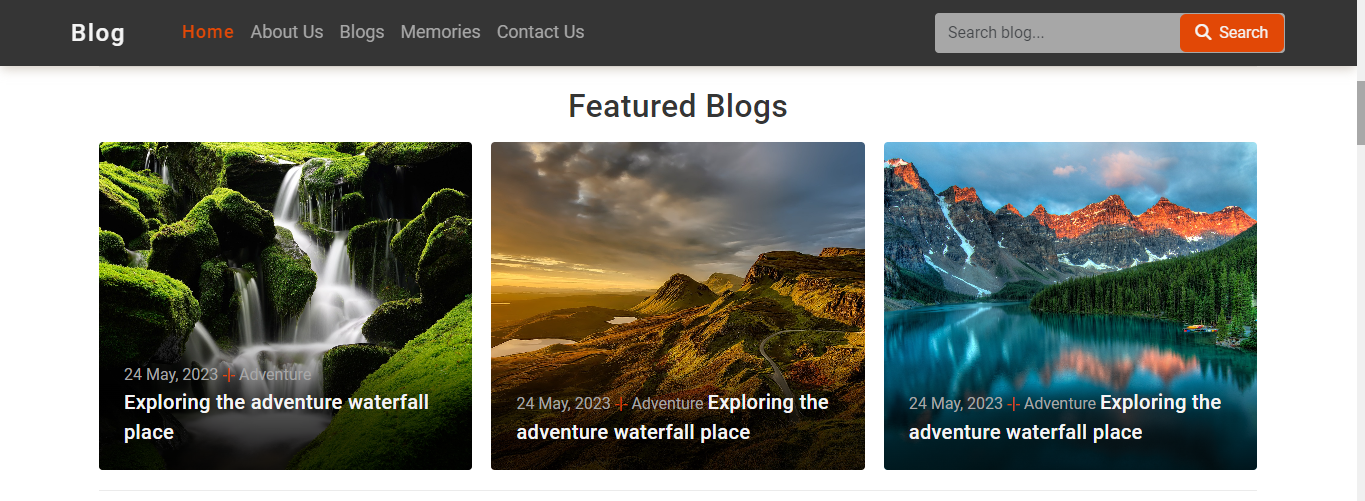 Blog Home About Us Blogs Memories Contact Us Search blog... Search
Featured Blogs
24 May, 2023 -|- Adventure
Exploring the adventure waterfall
place
24 May, 2023 -|- Adventure Exploring the
adventure waterfall place
24 May, 2023 -|- Adventure Exploring the
adventure waterfall place